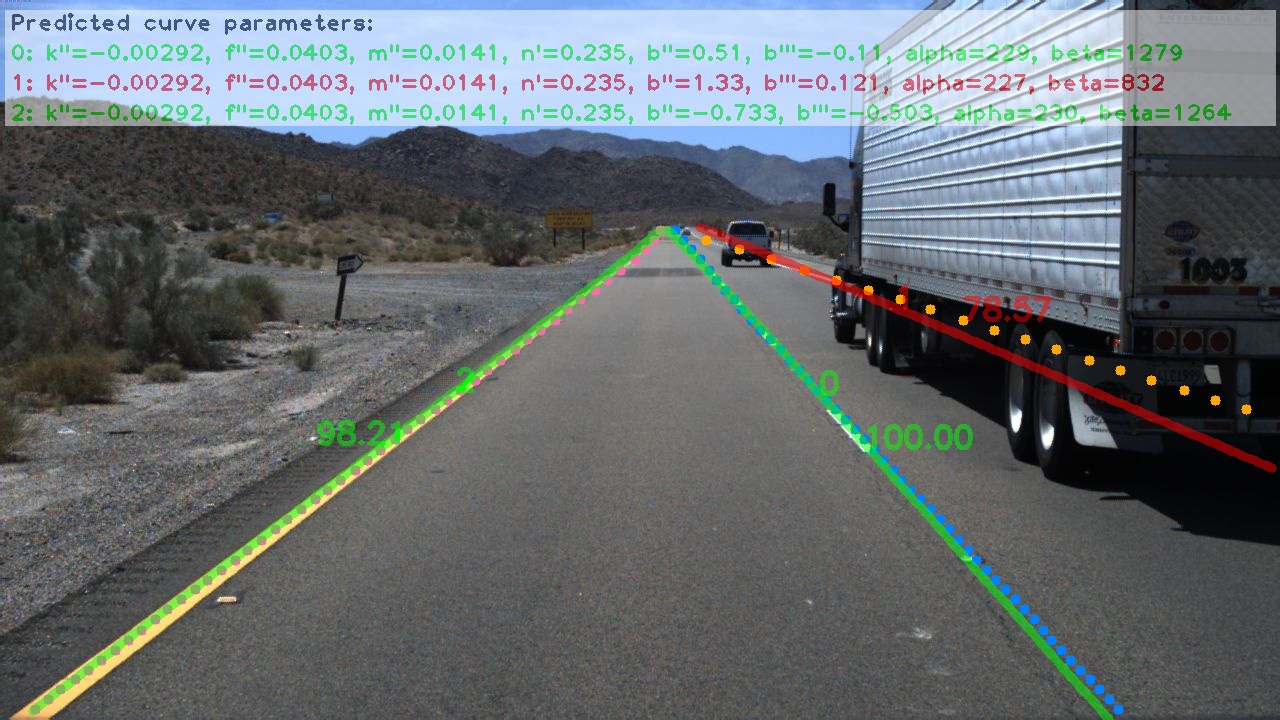 Predicted curve parameters:
0: k''=-0.00292, f''=0.0403, m''=0.0141, n'=0.235, b''=0.51, b'''=-0.11, alpha=229, beta=1279
1: k''=-0.00292, f''=0.0403, m''=0.0141, n'=0.235, b''=1.33, b'''=0.121, alpha=227, beta=832
2: k''=-0.00292, f''=0.0403, m''=0.0141, n'=0.235, b''=-0.733, b'''=-0.503, alpha=230, beta=1264
UTILITY
1003
1
78.57
2
0
98.21
100.00